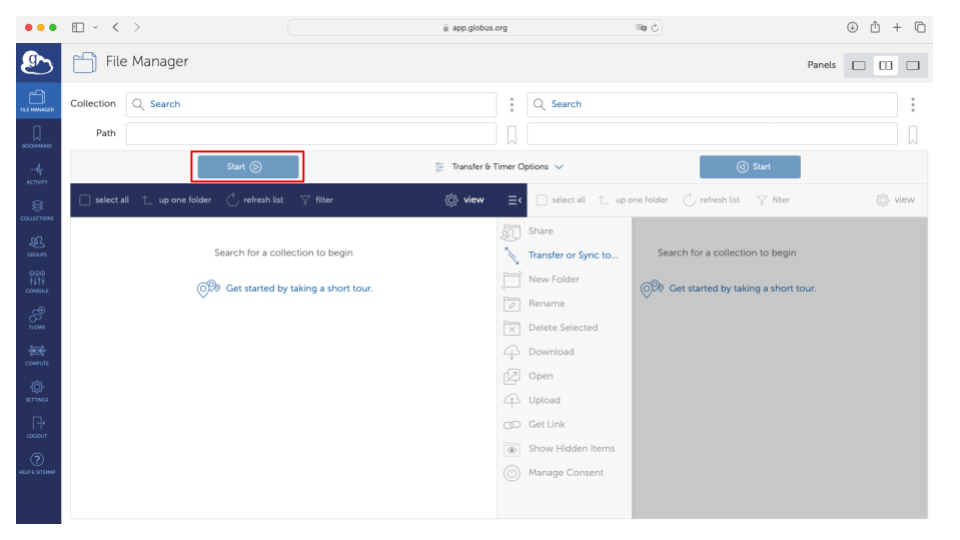 app.globus.org
File Manager
Panels
FILE MANAGER
BOOKMARKS
ACTIVITY
COLLECTIONS
GROUPS
CONSOLE
FLOWS
COMPUTE
SETTINGS
LOGOUT
HELP & SITEMAP
Collection
Search
Search
Path
Start
Transfer & Timer Options
Start
select all up one folder refresh list filter view
select all up one folder refresh list filter view
Search for a collection to begin
Get started by taking a short tour.
Share
Transfer or Sync to...
New Folder
Rename
Delete Selected
Download
Open
Upload
Get Link
Show Hidden Items
Manage Consent
Search for a collection to begin
Get started by taking a short tour.